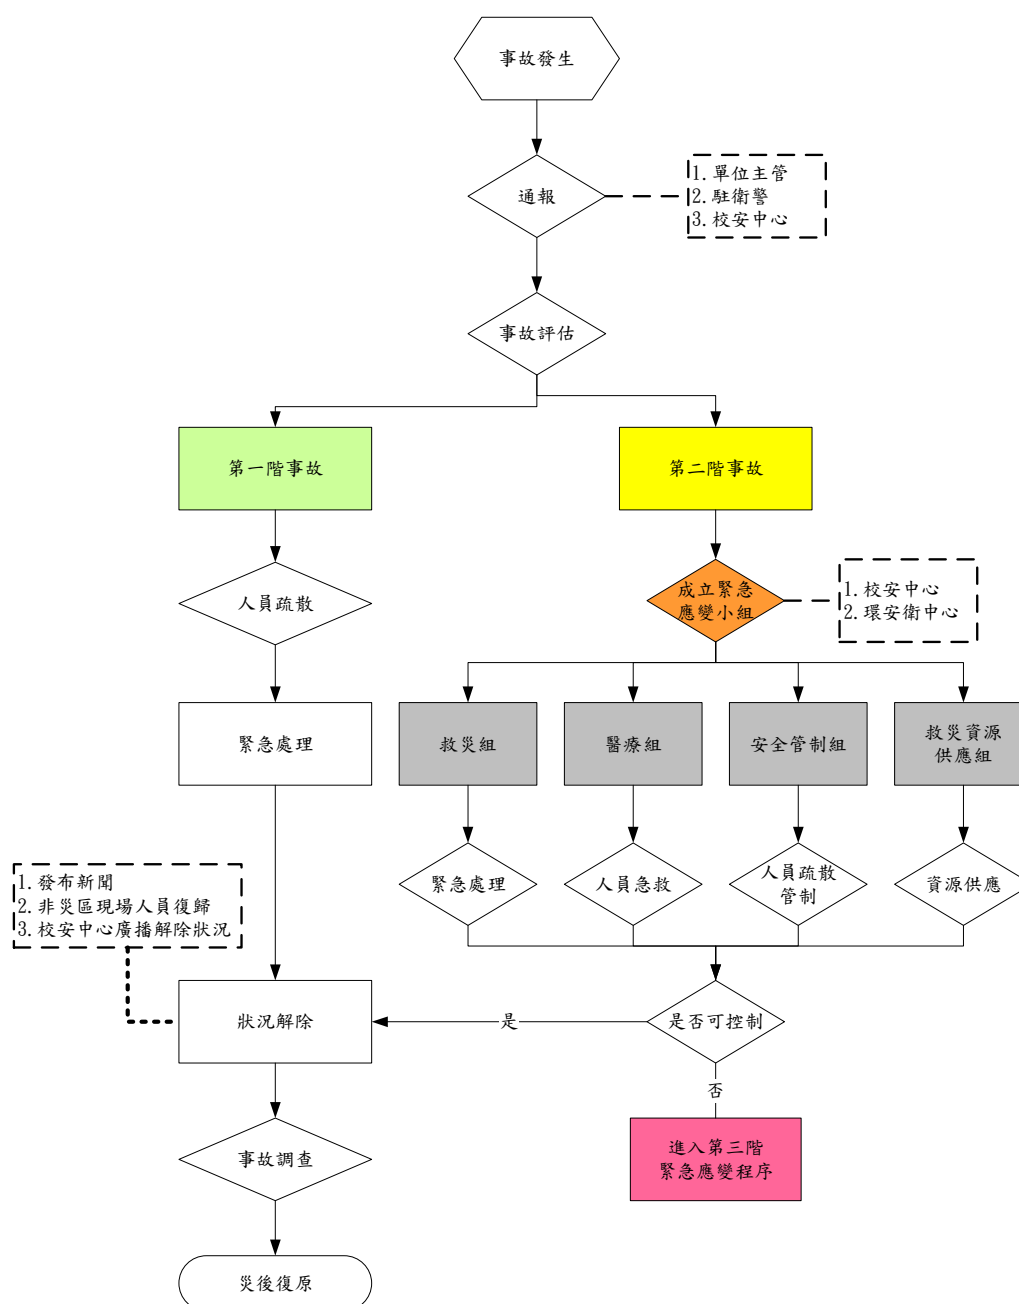 事故發生
通報
1.單位主管
2.駐衛警
3.校安中心
事故評估
第一階事故
第二階事故
人員疏散
成立緊急
應變小組
1.校安中心
2.環安衛中心
緊急處理
救災組
醫療組
安全管制組
救災資源
供應組
緊急處理
人員急救
人員疏散
管制
資源供應
1.發布新聞
2.非災區現場人員復歸
3.校安中心廣播解除狀況
狀況解除
是
是否可控制
否
事故調查
進入第三階
緊急應變程序
災後復原